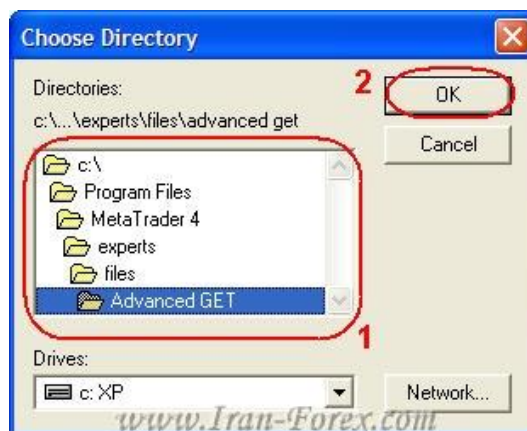 Choose Directory
Directories:
c:\...\experts\files\advanced get
c:\
Program Files
MetaTrader 4
experts
files
Advanced GET
1
2
OK
Cancel
Drives:
c: XP
Network...
www.Iran-Forex.com